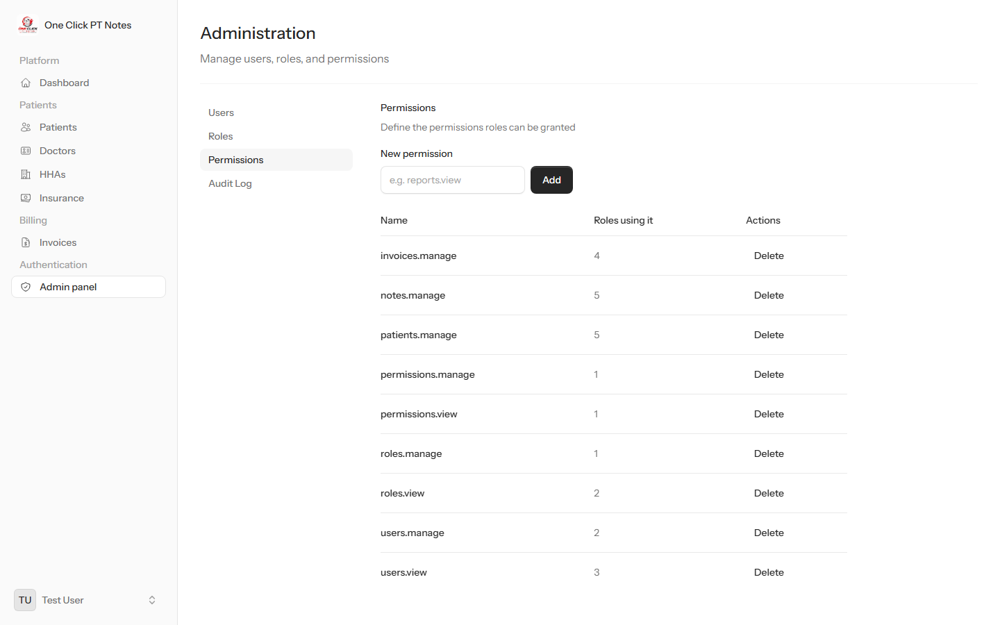 One Click PT Notes
Platform
Dashboard
Patients
Patients
Doctors
HHAs
Insurance
Billing
Invoices
Authentication
Admin panel
TU Test User
Administration
Manage users, roles, and permissions
Users
Roles
Permissions
Audit Log
Permissions
Define the permissions roles can be granted
New permission
e.g. reports.view Add
Name Roles using it Actions
invoices.manage 4 Delete
notes.manage 5 Delete
patients.manage 5 Delete
permissions.manage 1 Delete
permissions.view 1 Delete
roles.manage 1 Delete
roles.view 2 Delete
users.manage 2 Delete
users.view 3 Delete